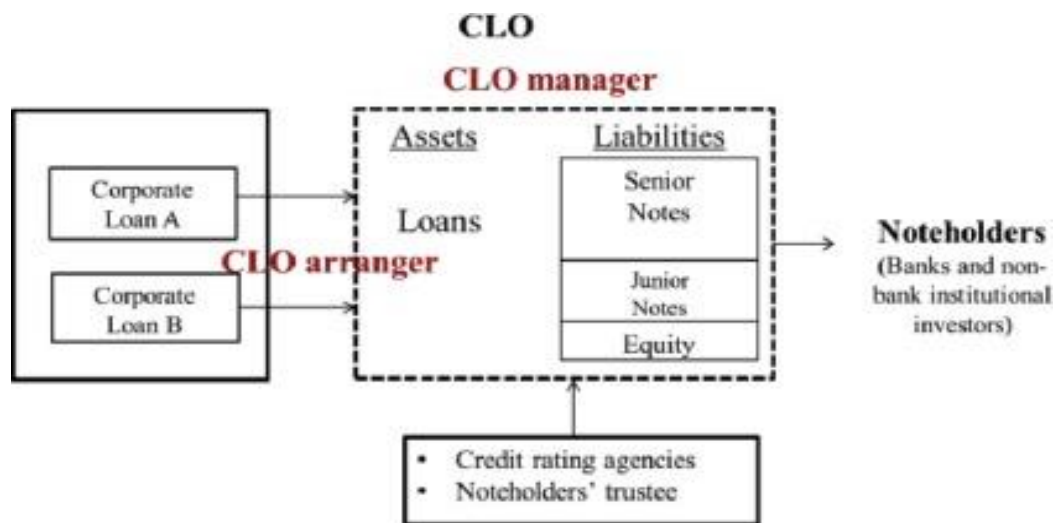 CLO
CLO manager
Assets
Liabilities
Corporate
Loan A
Senior
Notes
Loans
CLO arranger
Corporate
Loan B
Junior
Notes
Equity
Noteholders
(Banks and non-
bank institutional
investors)
• Credit rating agencies
• Noteholders' trustee